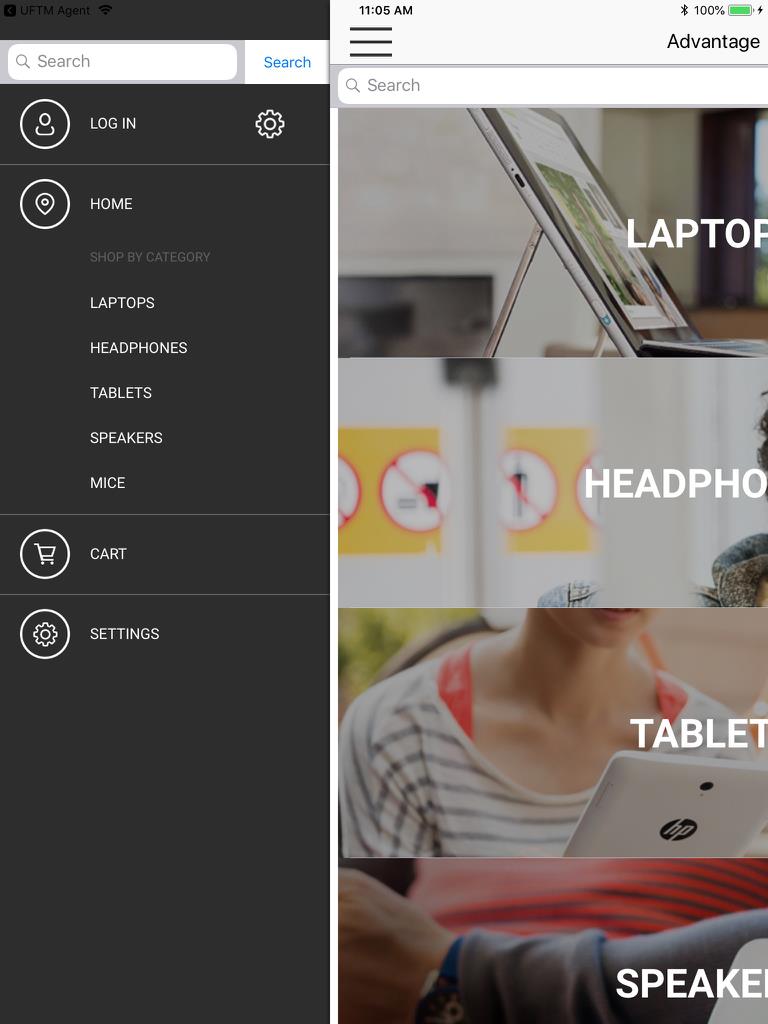 UFTM Agent
11:05 AM
100%
Advantage
Search
Search
Search
LOG IN
HOME
SHOP BY CATEGORY
LAPTOPS
HEADPHONES
TABLETS
SPEAKERS
MICE
CART
SETTINGS
LAPTOP
HEADPHO
TABLET
hp
SPEAKE